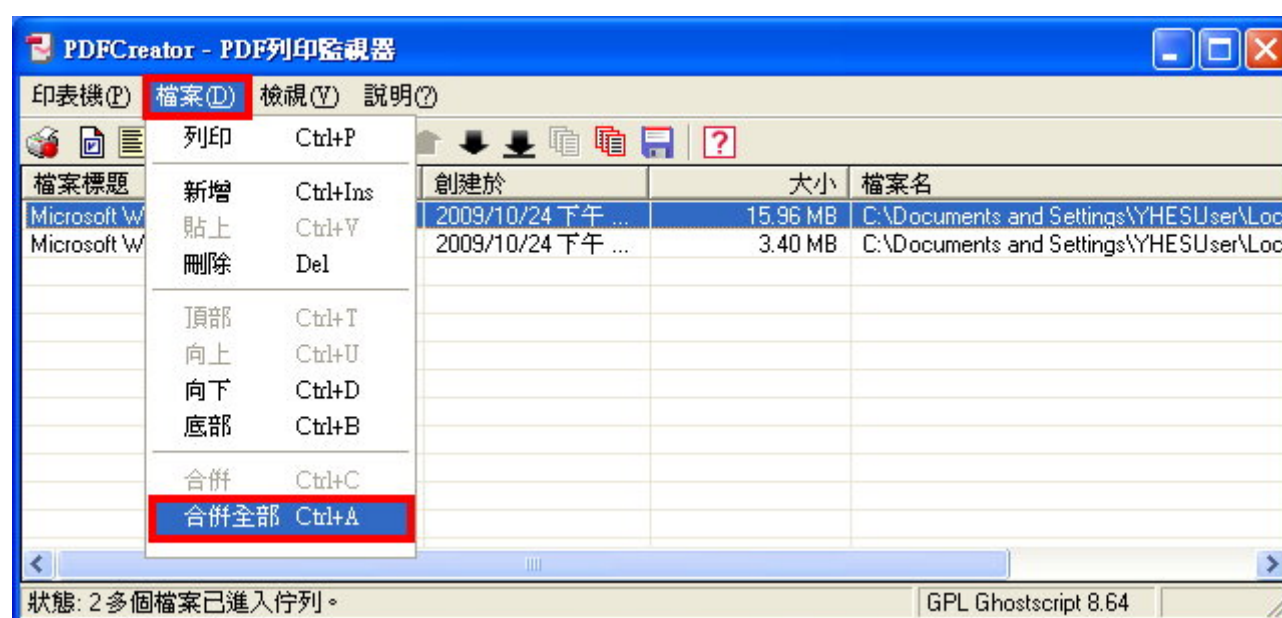 PDFCreator - PDF列印監視器
印表機(P) 檔案(D) 檢視(V) 說明(?)
列印 Ctrl+P
檔案標題 創建於 大小 檔案名
新增 Ctrl+Ins
Microsoft W 2009/10/24 下午 ... 15.96 MB C:\Documents and Settings\YHESUser\Loc
貼上 Ctrl+V
Microsoft W 2009/10/24 下午 ... 3.40 MB C:\Documents and Settings\YHESUser\Loc
刪除 Del
頂部 Ctrl+T
向上 Ctrl+U
向下 Ctrl+D
底部 Ctrl+B
合併 Ctrl+C
合併全部 Ctrl+A
狀態: 2 多個檔案已進入佇列。 GPL Ghostscript 8.64